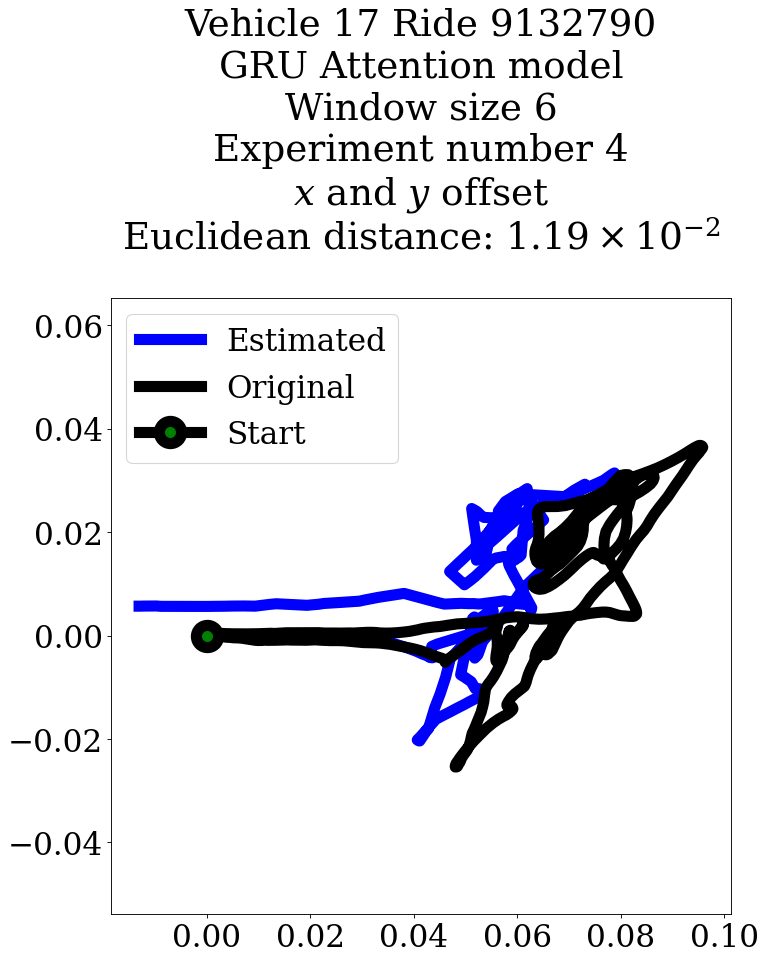 Vehicle 17 Ride 9132790
GRU Attention model
Window size 6
Experiment number 4
x and y offset
Euclidean distance: 1.19 × 10⁻²
Estimated
Original
Start
0.06
0.04
0.02
0.00
−0.02
−0.04
0.00 0.02 0.04 0.06 0.08 0.10